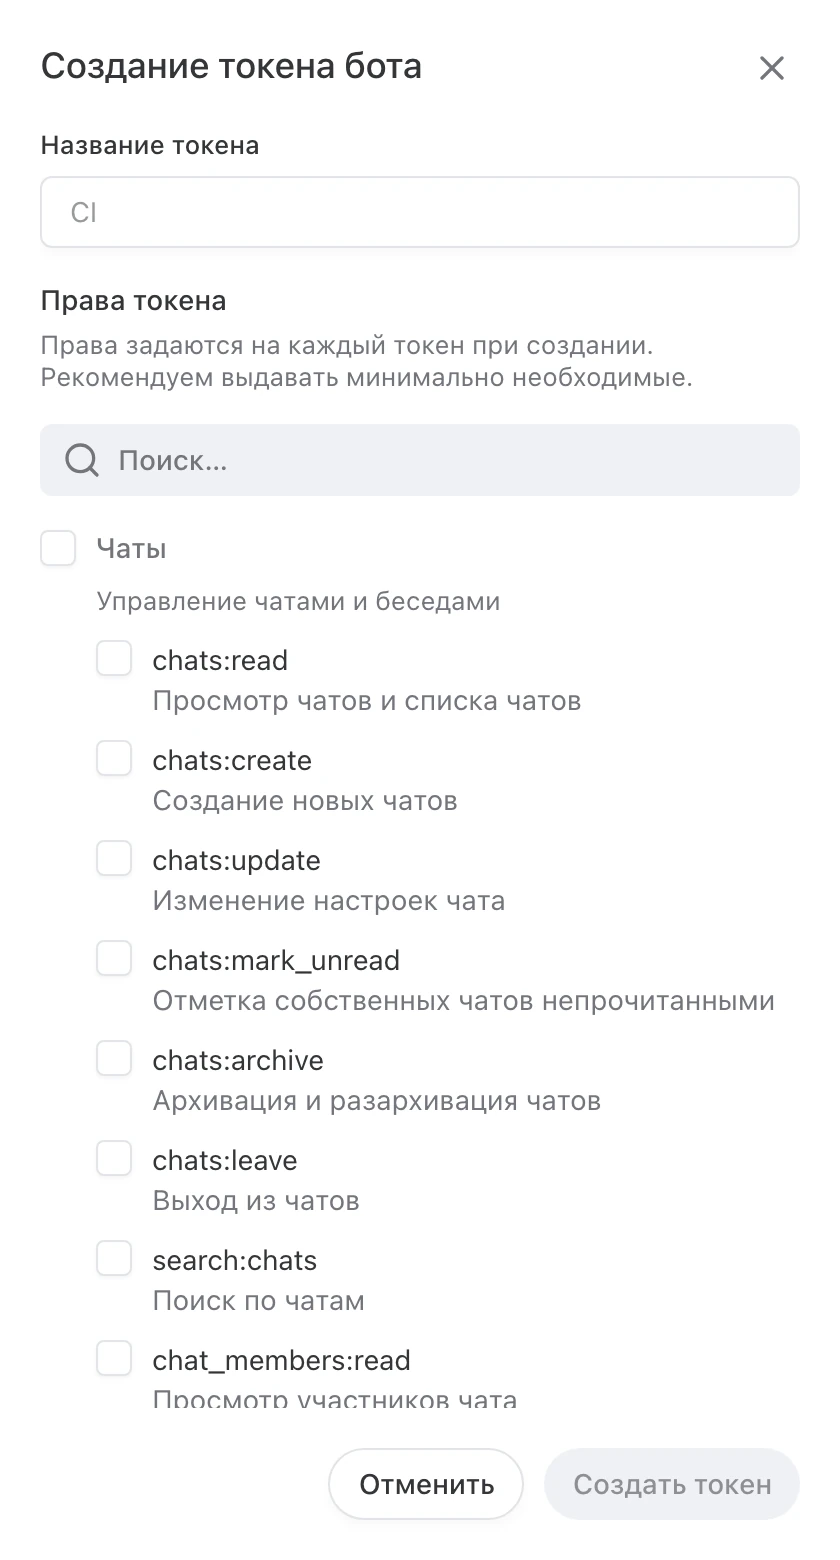 Создание токена бота
Название токена
CI
Права токена
Права задаются на каждый токен при создании.
Рекомендуем выдавать минимально необходимые.
Поиск...
Чаты
Управление чатами и беседами
chats:read
Просмотр чатов и списка чатов
chats:create
Создание новых чатов
chats:update
Изменение настроек чата
chats:mark_unread
Отметка собственных чатов непрочитанными
chats:archive
Архивация и разархивация чатов
chats:leave
Выход из чатов
search:chats
Поиск по чатам
chat_members:read
Просмотр участников чата
Отменить
Создать токен